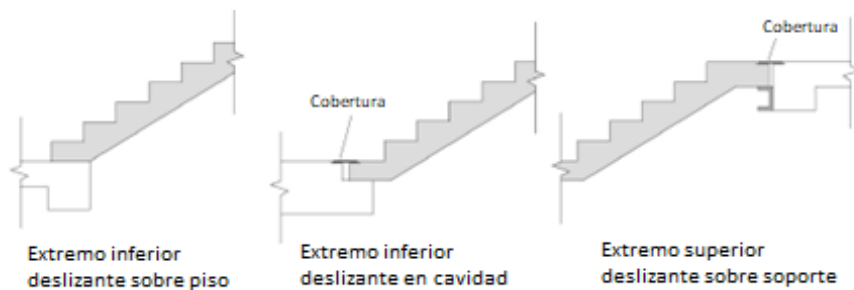 Cobertura
Cobertura
Extremo inferior
deslizante sobre piso
Extremo inferior
deslizante en cavidad
Extremo superior
deslizante sobre soporte